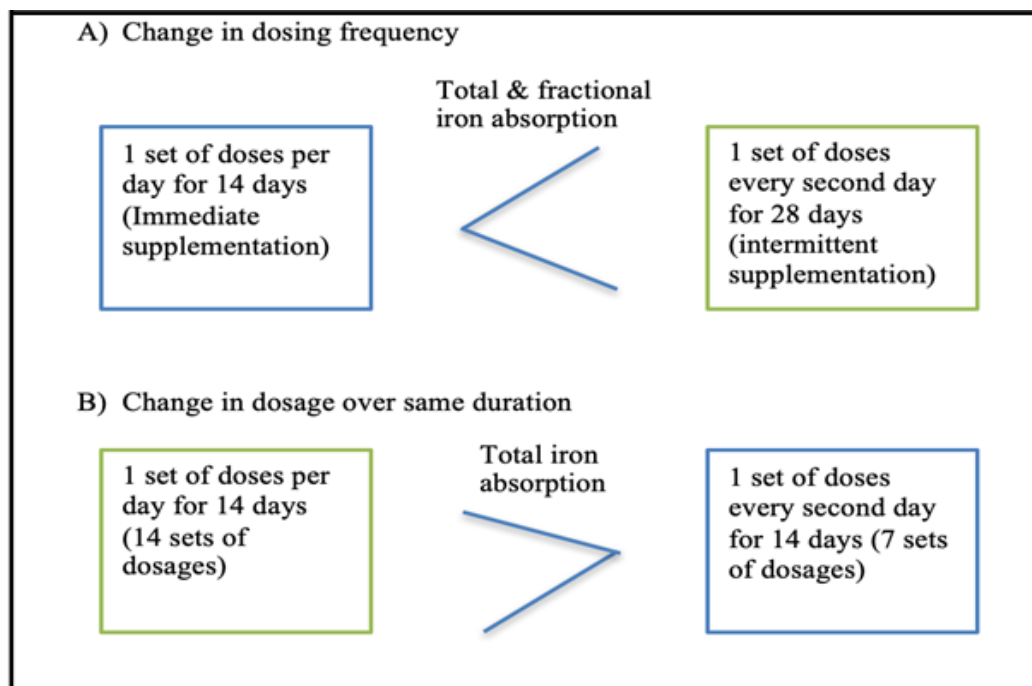 A) Change in dosing frequency
Total & fractional
iron absorption
1 set of doses per
day for 14 days
(Immediate
supplementation)
1 set of doses
every second day
for 28 days
(intermittent
supplementation)
B) Change in dosage over same duration
1 set of doses per
day for 14 days
(14 sets of
dosages)
Total iron
absorption
1 set of doses
every second day
for 14 days (7 sets
of dosages)